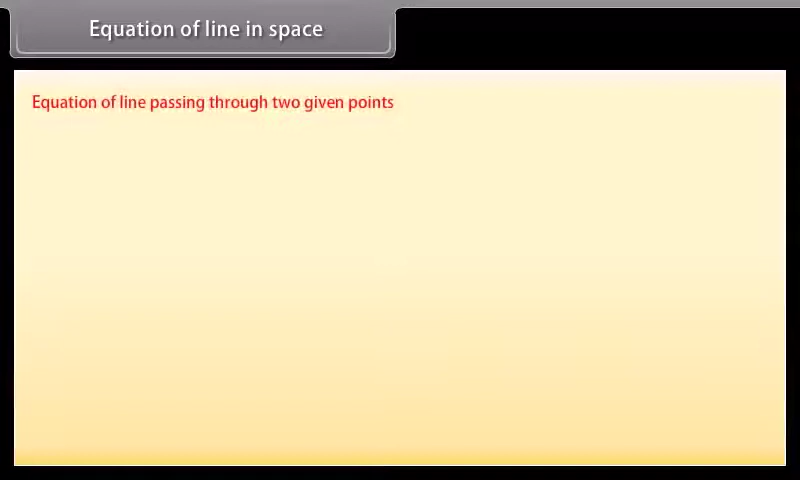 Equation of line in space
Equation of line passing through two given points